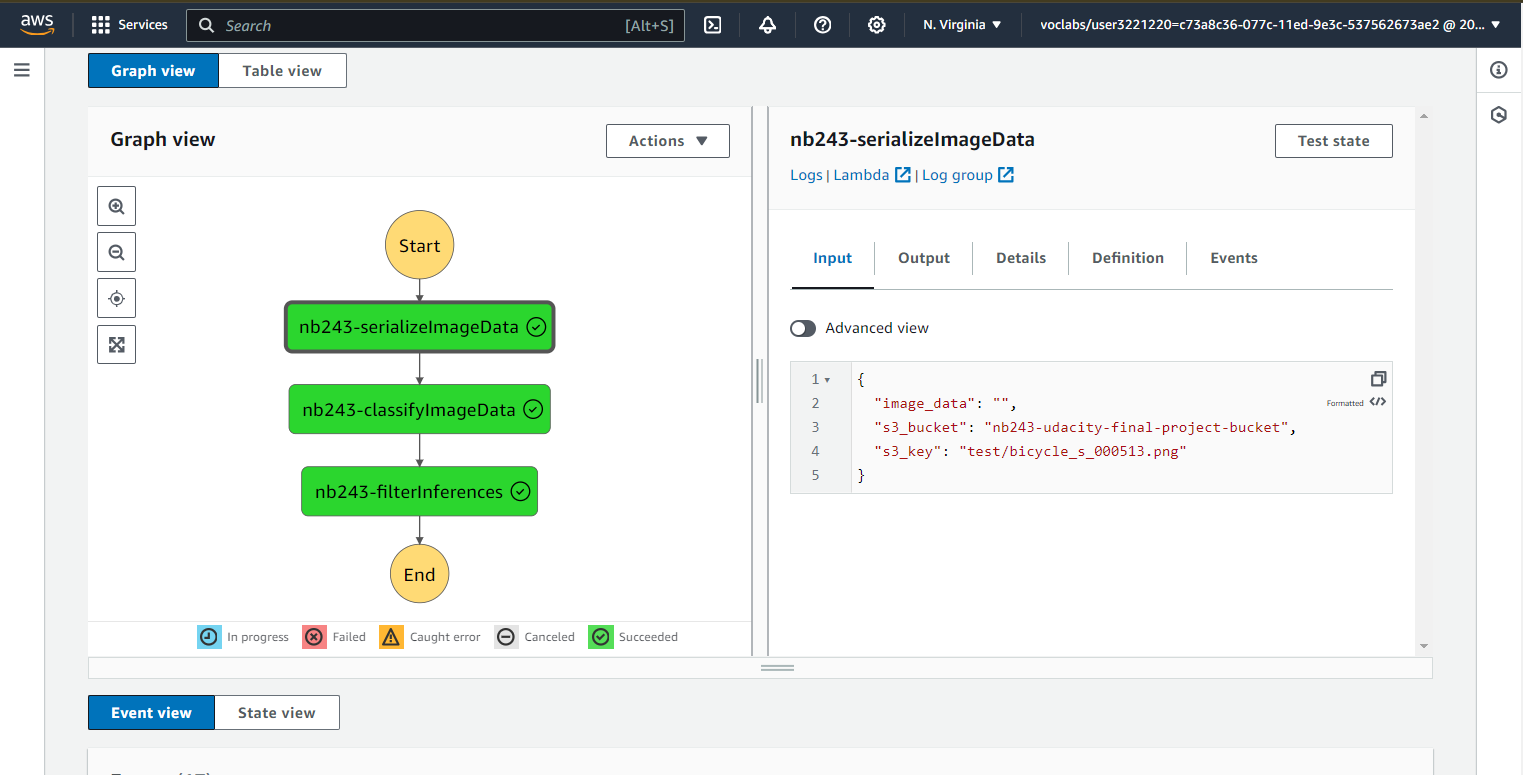 aws Services Search [Alt+S] N. Virginia voclabs/user3221220=c73a8c36-077c-11ed-9e3c-537562673ae2 @ 20...
Graph view Table view
Graph view Actions
Start
nb243-serializeImageData
nb243-classifyImageData
nb243-filterInferences
End
In progress Failed Caught error Canceled Succeeded
nb243-serializeImageData Test state
Logs | Lambda | Log group
Input Output Details Definition Events
Advanced view
1 {
2 "image_data": "",
3 "s3_bucket": "nb243-udacity-final-project-bucket",
4 "s3_key": "test/bicycle_s_000513.png"
5 }
Formatted
Event view State view